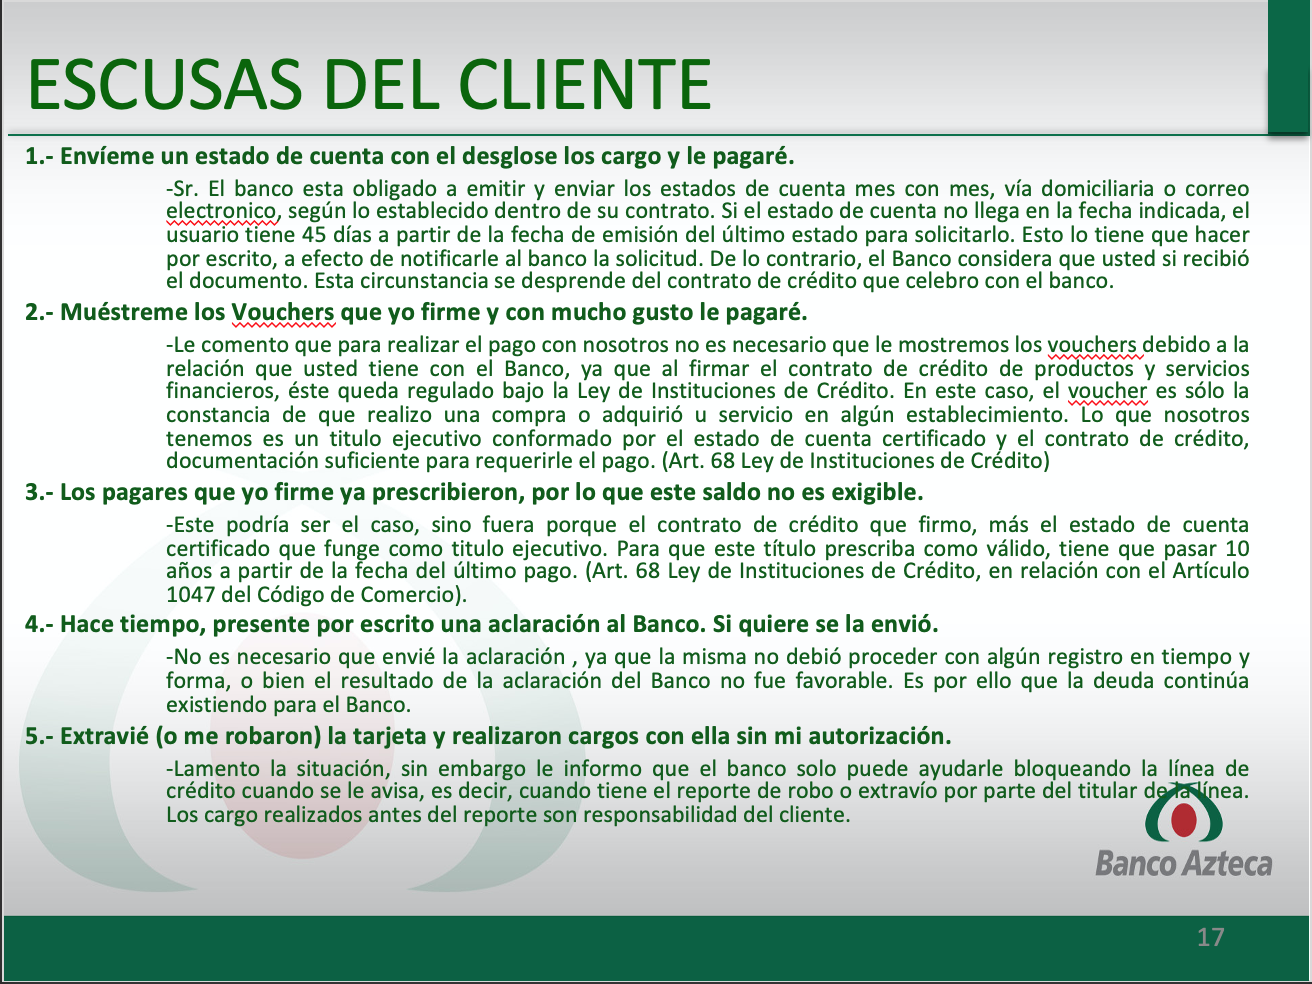 ESCUSAS DEL CLIENTE
1.- Envíeme un estado de cuenta con el desglose los cargo y le pagaré.
-Sr. El banco esta obligado a emitir y enviar los estados de cuenta mes con mes, vía domiciliaria o correo
electronico, según lo establecido dentro de su contrato. Si el estado de cuenta no llega en la fecha indicada, el
usuario tiene 45 días a partir de la fecha de emisión del último estado para solicitarlo. Esto lo tiene que hacer
por escrito, a efecto de notificarle al banco la solicitud. De lo contrario, el Banco considera que usted si recibió
el documento. Esta circunstancia se desprende del contrato de crédito que celebro con el banco.
2.- Muéstreme los Vouchers que yo firme y con mucho gusto le pagaré.
-Le comento que para realizar el pago con nosotros no es necesario que le mostremos los vouchers debido a la
relación que usted tiene con el Banco, ya que al firmar el contrato de crédito de productos y servicios
financieros, éste queda regulado bajo la Ley de Instituciones de Crédito. En este caso, el voucher es sólo la
constancia de que realizo una compra o adquirió u servicio en algún establecimiento. Lo que nosotros
tenemos es un titulo ejecutivo conformado por el estado de cuenta certificado y el contrato de crédito,
documentación suficiente para requerirle el pago. (Art. 68 Ley de Instituciones de Crédito)
3.- Los pagares que yo firme ya prescribieron, por lo que este saldo no es exigible.
-Este podría ser el caso, sino fuera porque el contrato de crédito que firmo, más el estado de cuenta
certificado que funge como titulo ejecutivo. Para que este título prescriba como válido, tiene que pasar 10
años a partir de la fecha del último pago. (Art. 68 Ley de Instituciones de Crédito, en relación con el Artículo
1047 del Código de Comercio).
4.- Hace tiempo, presente por escrito una aclaración al Banco. Si quiere se la envió.
-No es necesario que envié la aclaración , ya que la misma no debió proceder con algún registro en tiempo y
forma, o bien el resultado de la aclaración del Banco no fue favorable. Es por ello que la deuda continúa
existiendo para el Banco.
5.- Extravié (o me robaron) la tarjeta y realizaron cargos con ella sin mi autorización.
-Lamento la situación, sin embargo le informo que el banco solo puede ayudarle bloqueando la línea de
crédito cuando se le avisa, es decir, cuando tiene el reporte de robo o extravío por parte del titular de la línea.
Los cargo realizados antes del reporte son responsabilidad del cliente.
Banco Azteca
17